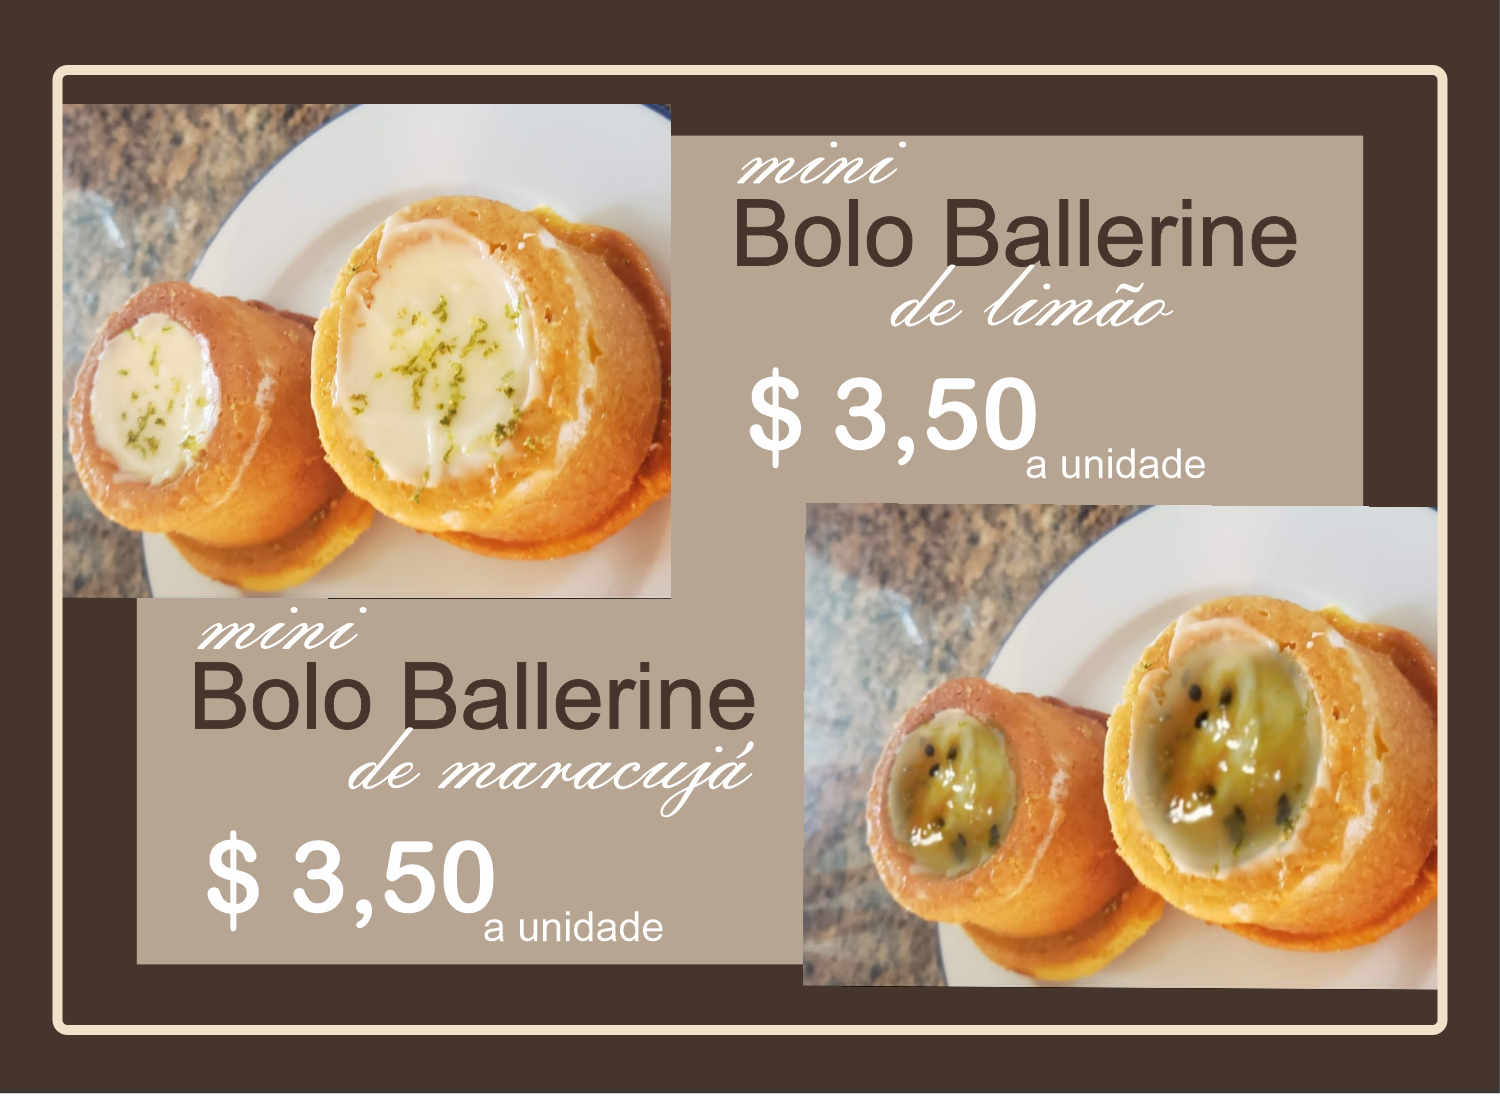 mini
Bolo Ballerine
de limão
$ 3,50
a unidade
mini
Bolo Ballerine
de maracujá
$ 3,50
a unidade